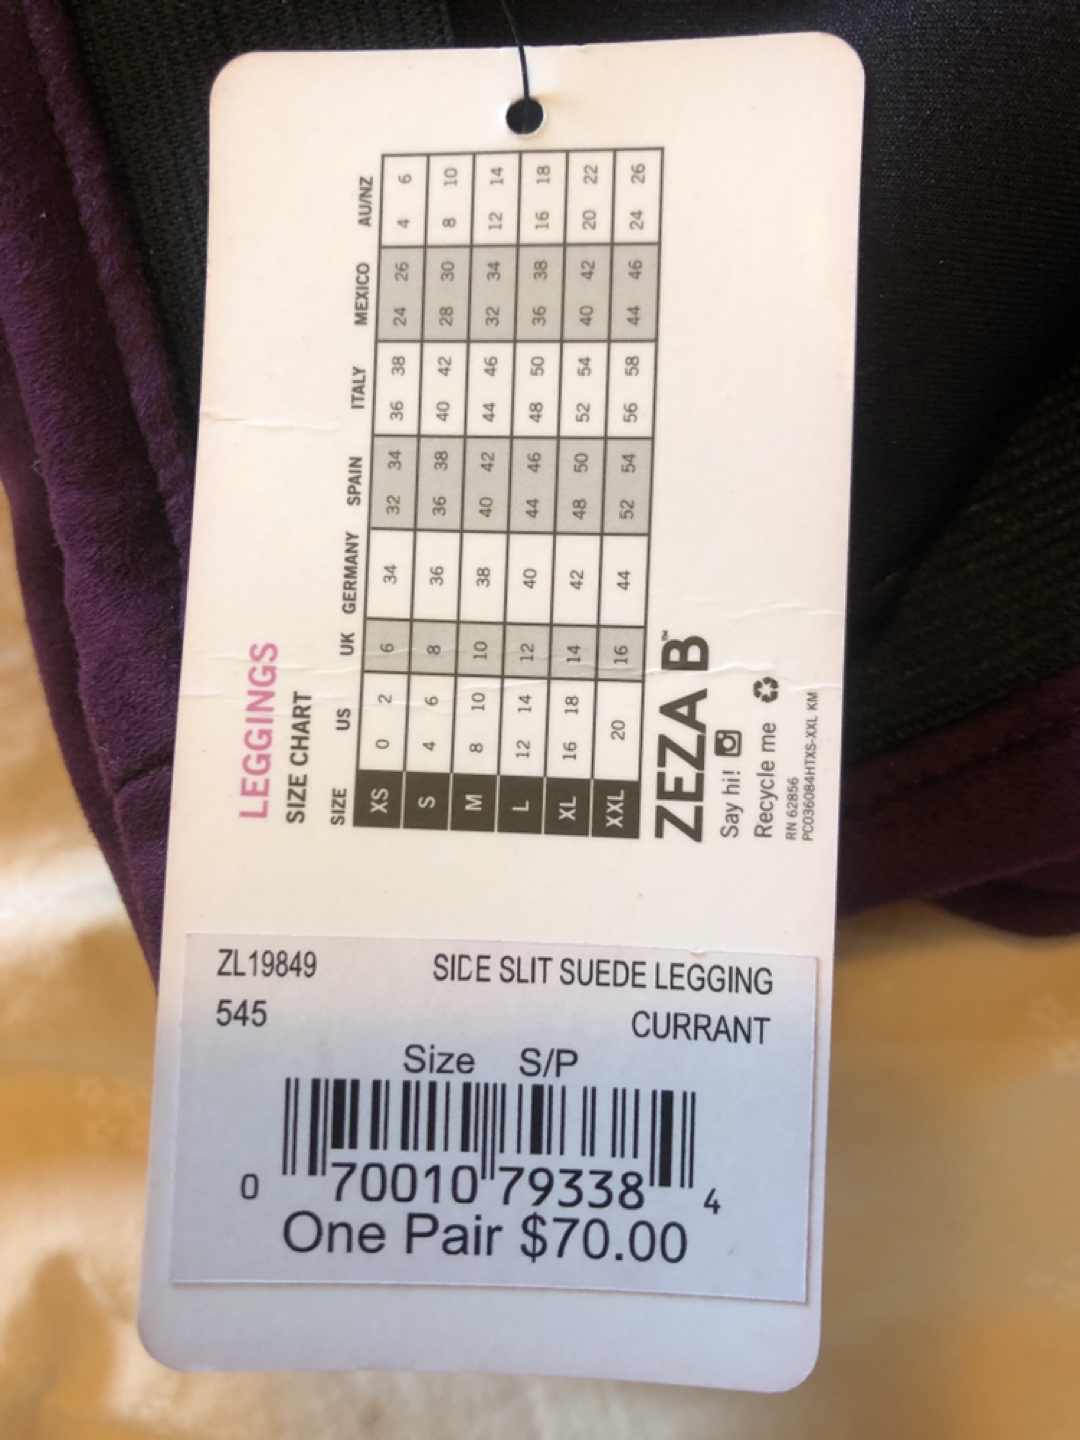 LEGGINGS
SIZE CHART
SIZE US UK GERMANY SPAIN ITALY MEXICO AU/NZ
XS 0 2 6 34 32 34 36 38 24 26 4 6
S 4 6 8 36 36 38 40 42 28 30 8 10
M 8 10 10 38 40 42 44 46 32 34 12 14
L 12 14 12 40 44 46 48 50 36 38 16 18
XL 16 18 14 42 48 50 52 54 40 42 20 22
XXL 20 16 44 52 54 56 58 44 46 24 26
ZEZA B™
Say hi!
Recycle me
RN 62856
PC036084HTXS-XXL KM
ZL19849 SIDE SLIT SUEDE LEGGING
545 CURRANT
Size S/P
0 70010 79338 4
One Pair $70.00